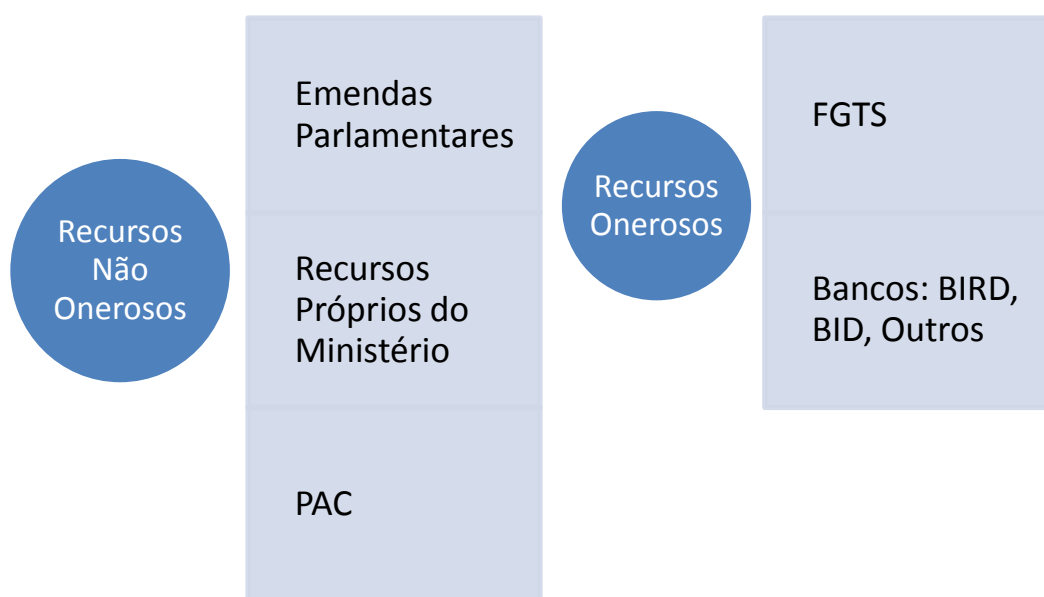 Recursos
Não
Onerosos
Emendas
Parlamentares
Recursos
Próprios do
Ministério
PAC
Recursos
Onerosos
FGTS
Bancos: BIRD,
BID, Outros